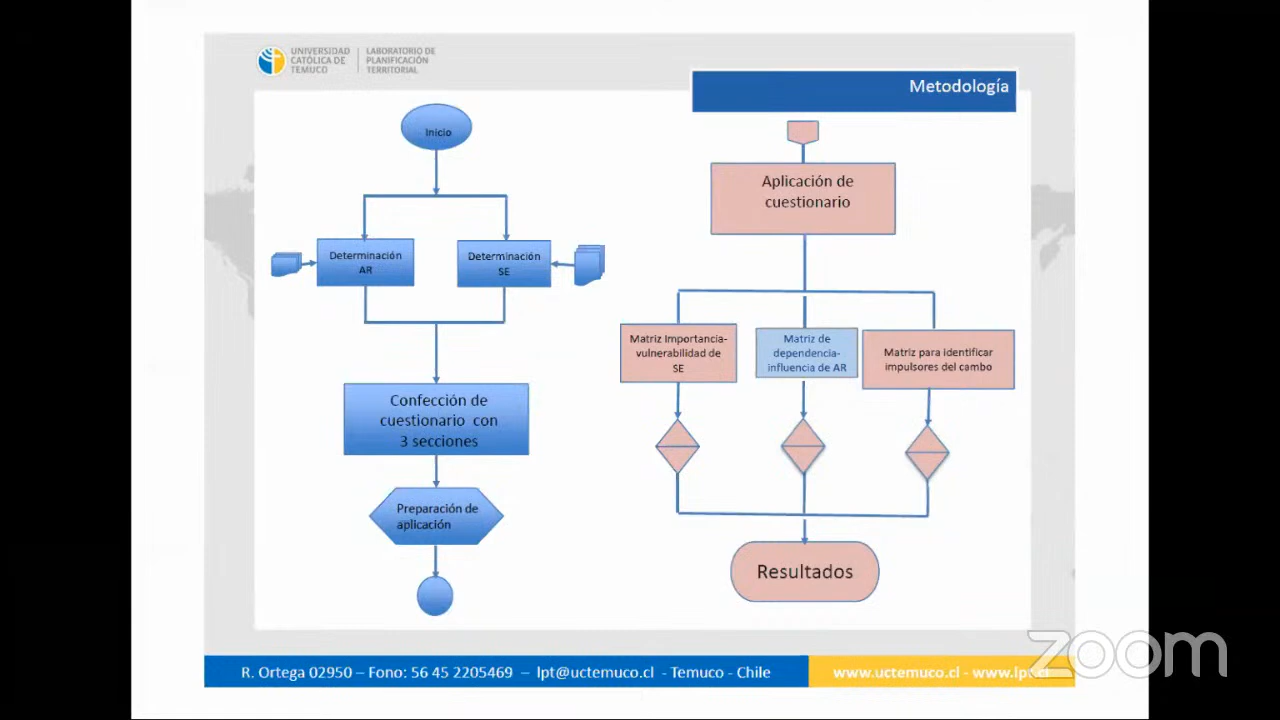 UNIVERSIDAD
CATÓLICA DE
TEMUCO
LABORATORIO DE
PLANIFICACIÓN
TERRITORIAL
Metodología
Inicio
Determinación
AR
Determinación
SE
Confección de
cuestionario con
3 secciones
Preparación de
aplicación
Aplicación de
cuestionario
Matriz Importancia-
vulnerabilidad de
SE
Matriz de
dependencia-
influencia de AR
Matriz para identificar
impulsores del cambo
Resultados
R. Ortega 02950 – Fono: 56 45 2205469 – lpt@uctemuco.cl - Temuco - Chile
www.uctemuco.cl - www.lpt.cl
zoom